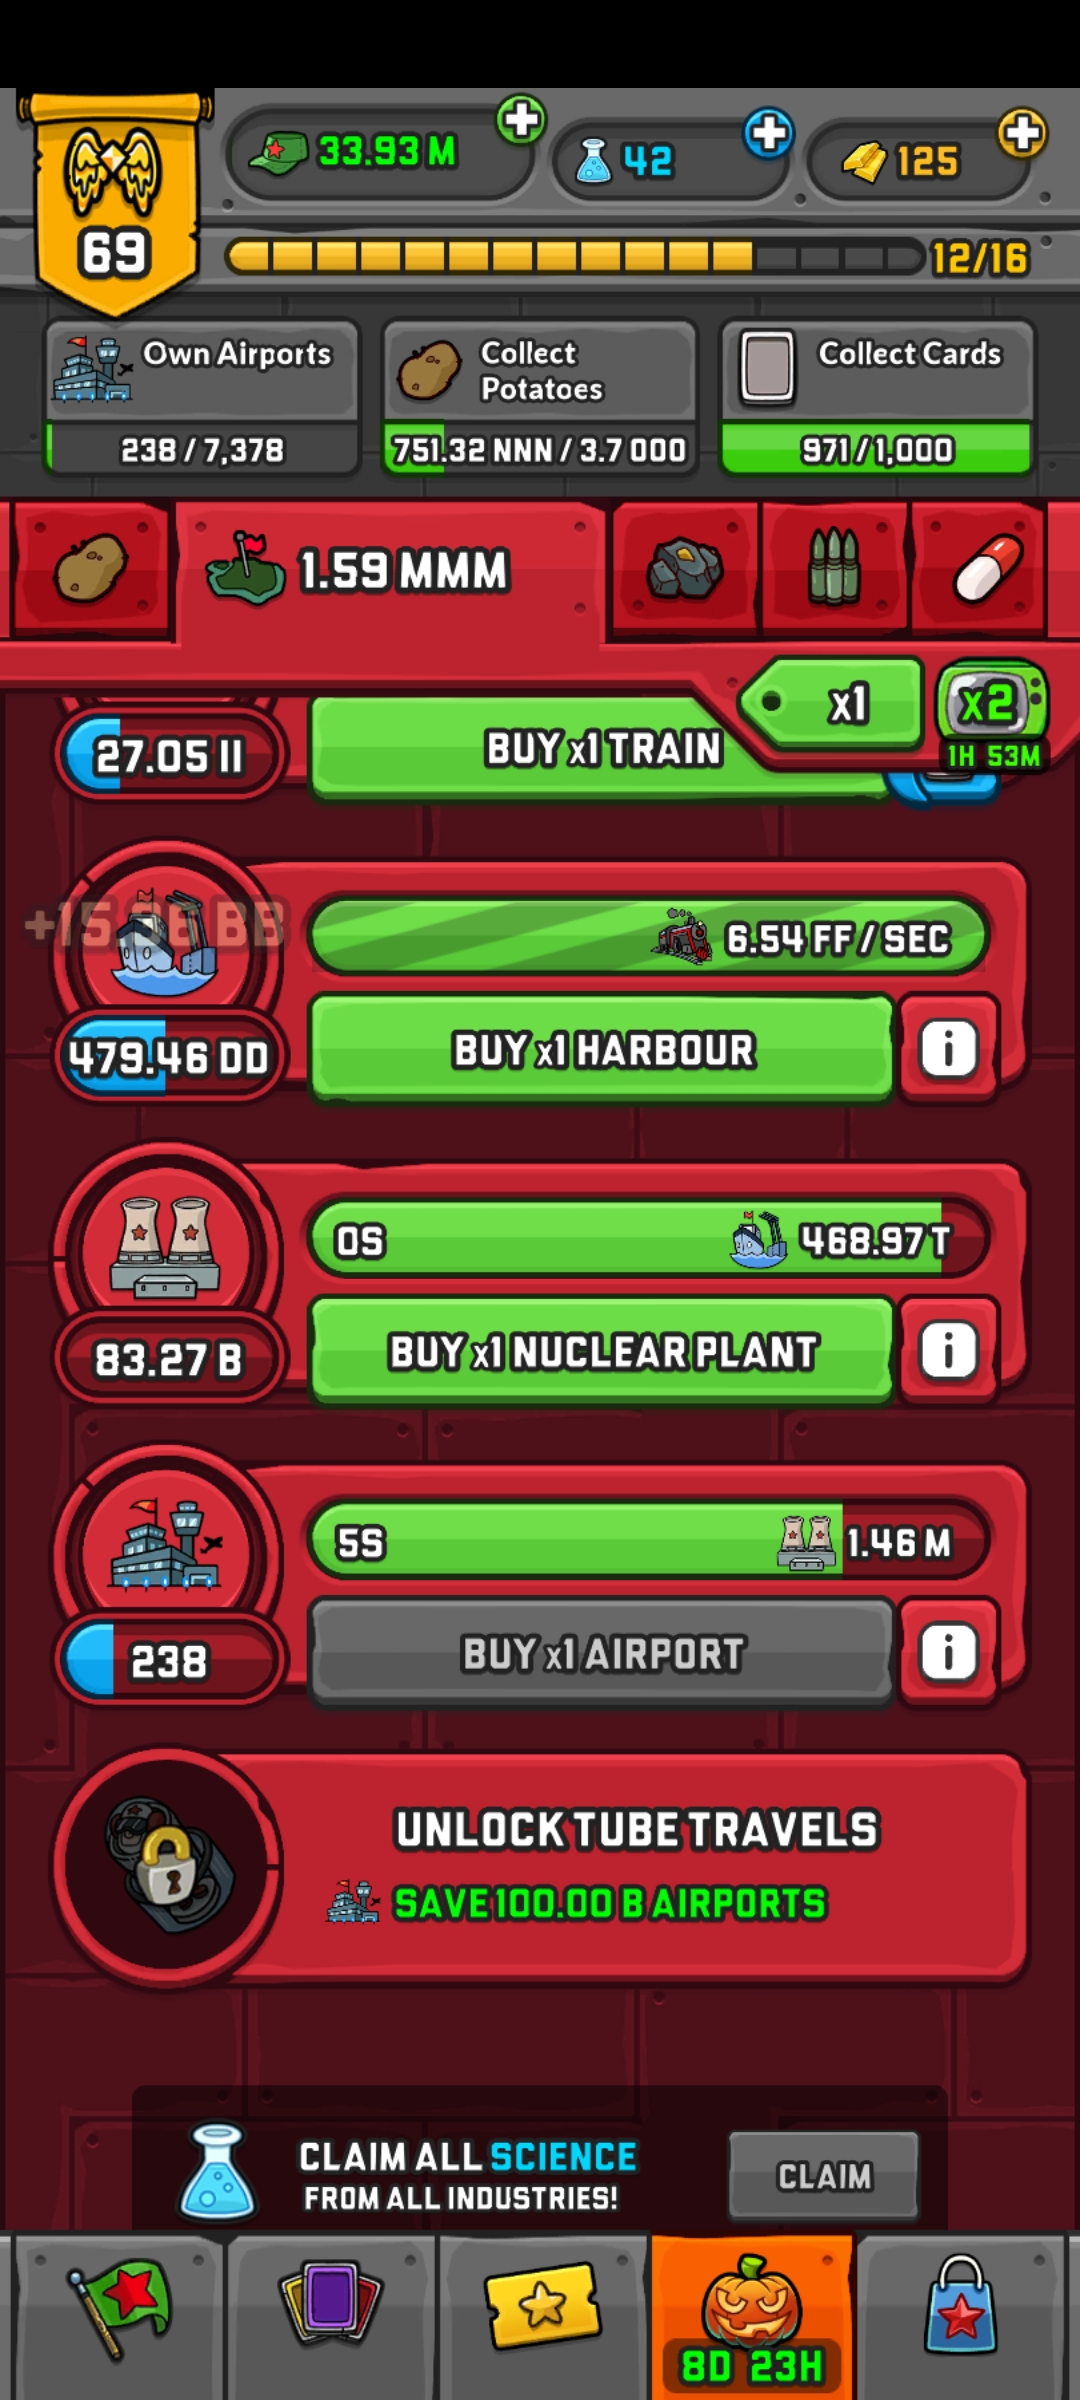 33.93 M
42
125
69
12/16
Own Airports
238 / 7,378
Collect
Potatoes
751.32 NNN / 3.7 OOO
Collect Cards
971 / 1,000
1.59 MMM
x1
x2
1H 53M
27.05 II
BUY x1 TRAIN
6.54 FF / SEC
479.46 DD
BUY x1 HARBOUR
0S
468.97 T
83.27 B
BUY x1 NUCLEAR PLANT
5S
1.46 M
238
BUY x1 AIRPORT
UNLOCK TUBE TRAVELS
SAVE 100.00 B AIRPORTS
CLAIM ALL SCIENCE
FROM ALL INDUSTRIES!
CLAIM
8D 23H